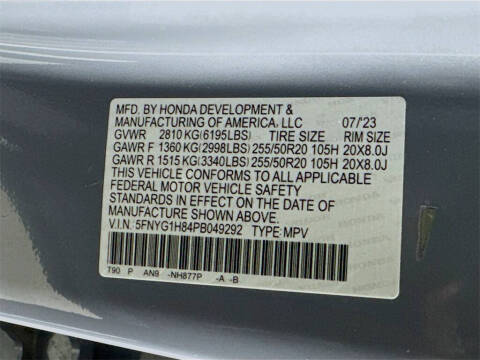 MFD. BY HONDA DEVELOPMENT &
MANUFACTURING OF AMERICA, LLC 07/'23
GVWR 2810 KG(6195LBS) TIRE SIZE RIM SIZE
GAWR F 1360 KG(2998LBS) 255/50R20 105H 20X8.0J
GAWR R 1515 KG(3340LBS) 255/50R20 105H 20X8.0J
THIS VEHICLE CONFORMS TO ALL APPLICABLE
FEDERAL MOTOR VEHICLE SAFETY
STANDARDS IN EFFECT ON THE DATE OF
MANUFACTURE SHOWN ABOVE.
V.I.N. 5FNYG1H84PB049292 TYPE: MPV
T90 P AN9 -NH877P -A -B